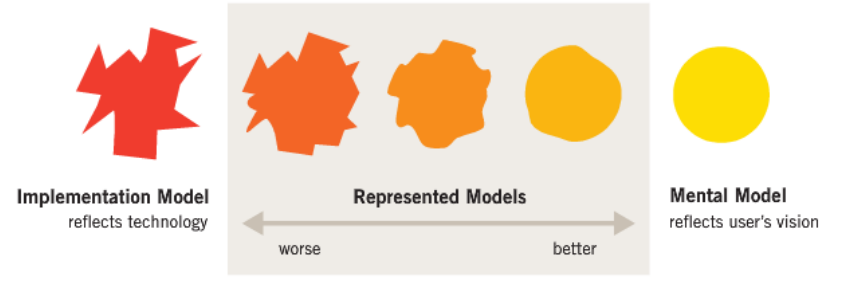 Implementation Model
reflects technology
Represented Models
worse
better
Mental Model
reflects user's vision